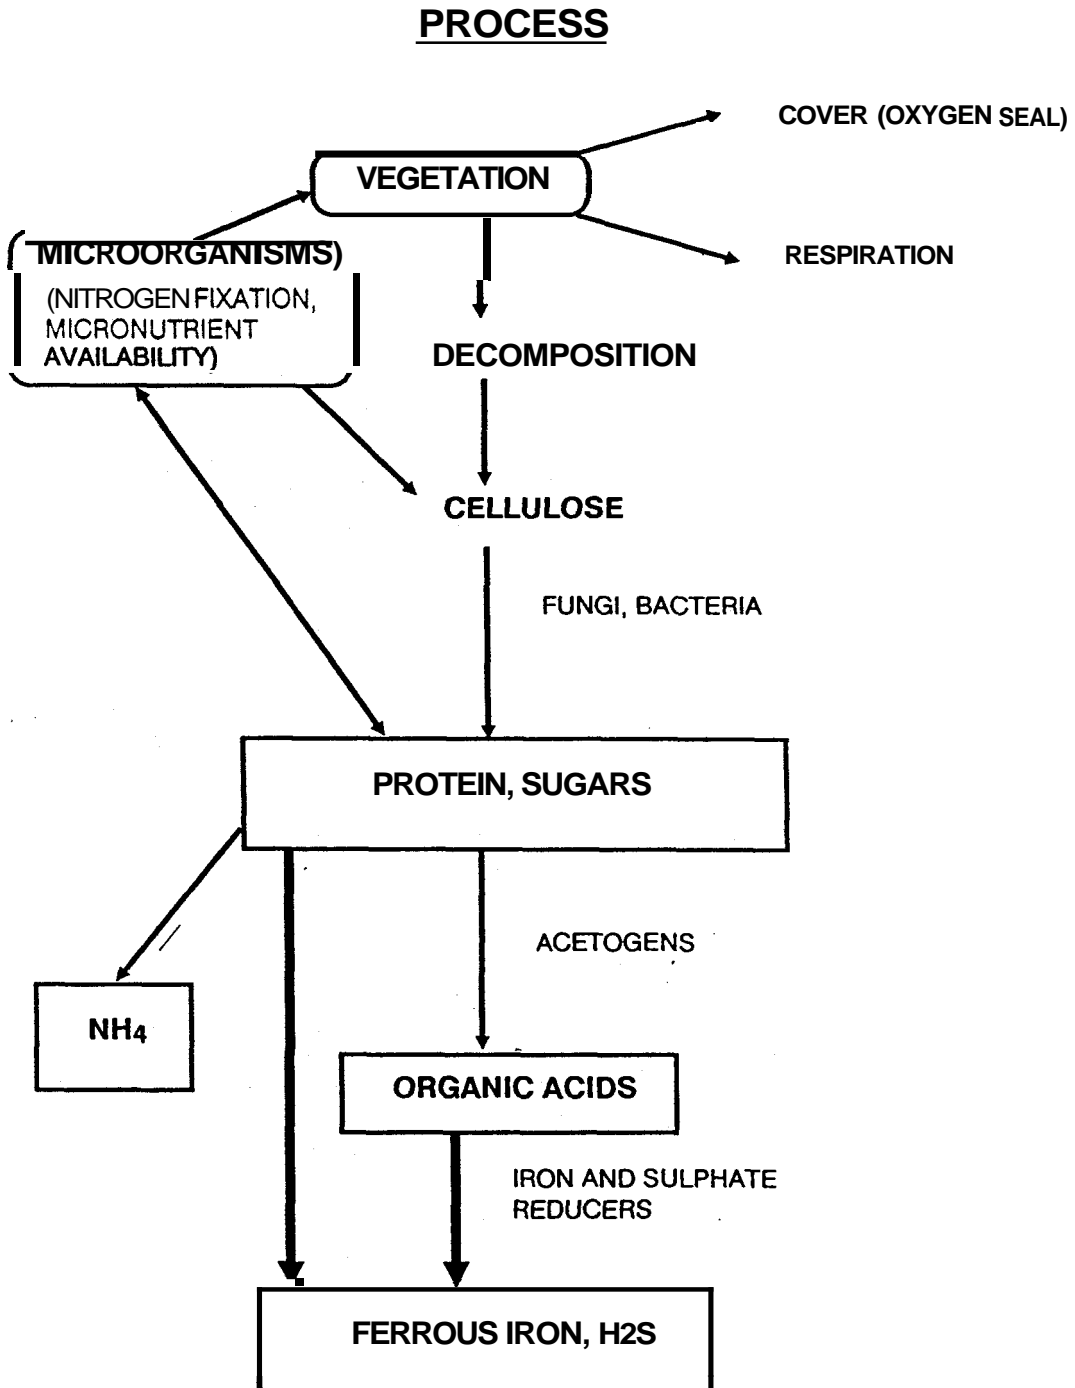 PROCESS
COVER (OXYGEN SEAL)
VEGETATION
MICROORGANISMS)
RESPIRATION
(NITROGEN FIXATION,
MICRONUTRIENT
AVAILABILITY)
DECOMPOSITION
CELLULOSE
FUNGI, BACTERIA
PROTEIN, SUGARS
ACETOGENS
NH4
ORGANIC ACIDS
IRON AND SULPHATE
REDUCERS
FERROUS IRON, H2S